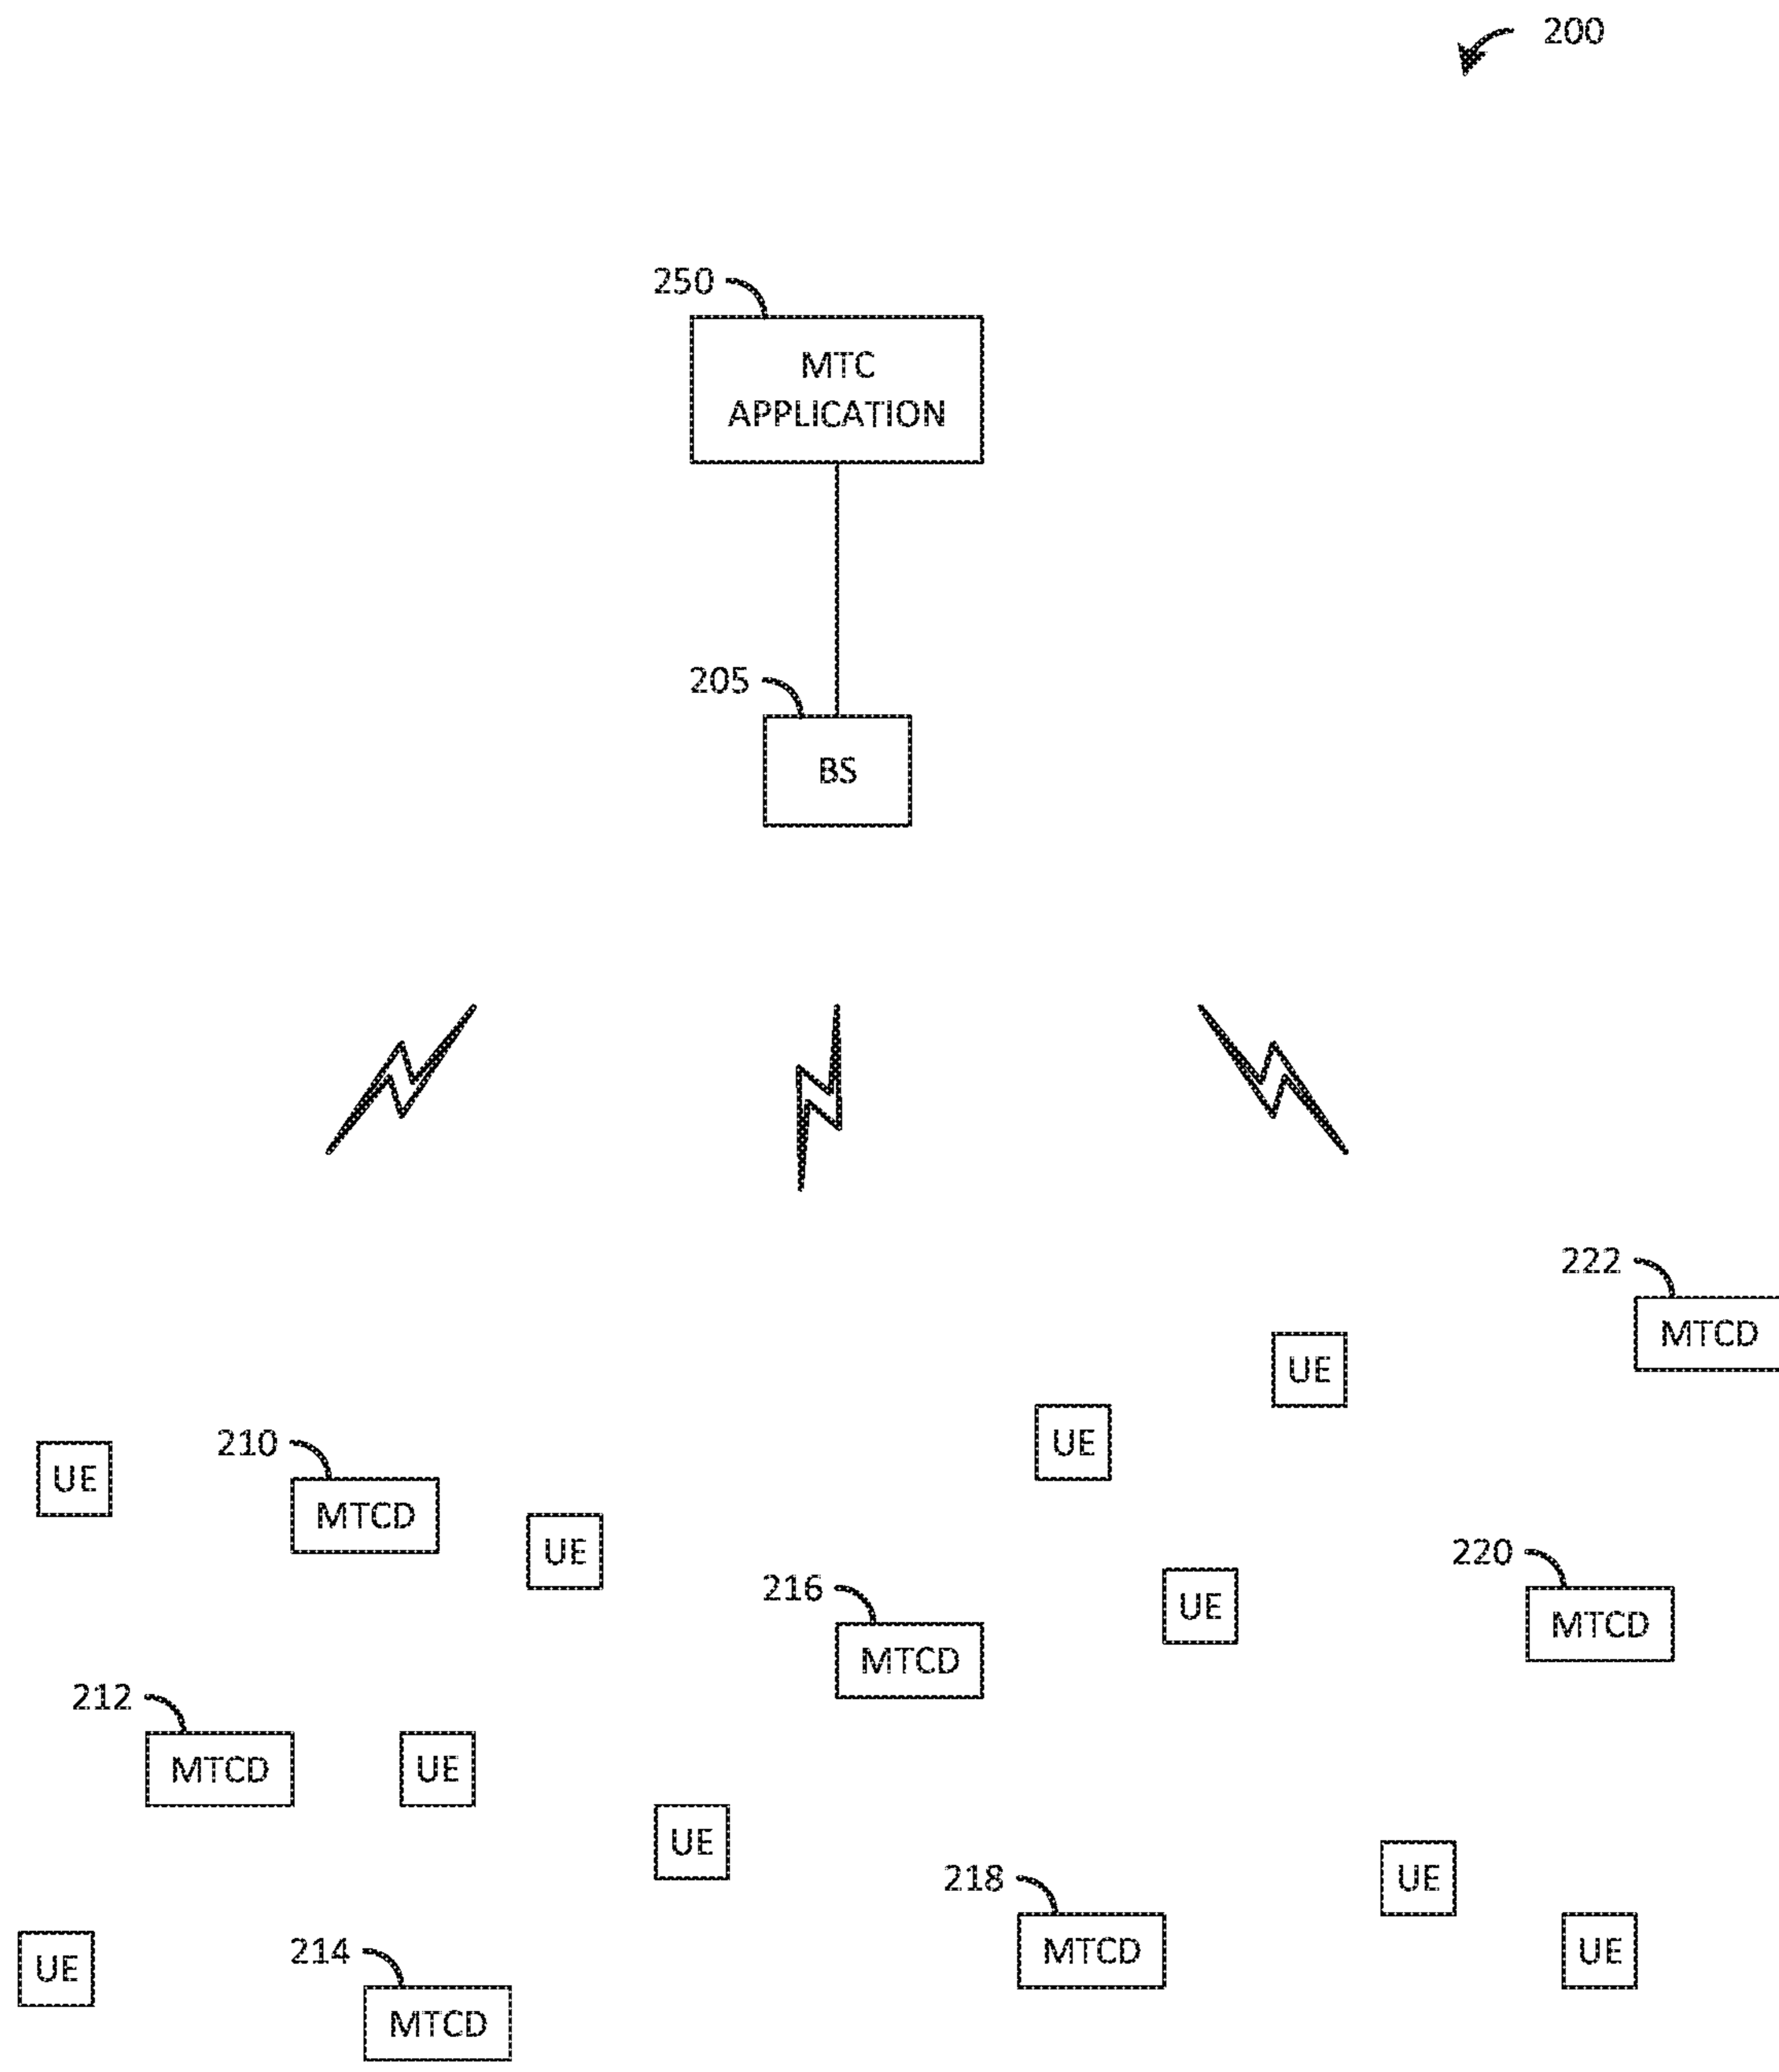 200
250
MTC
APPLICATION
205
BS
222
MTCD
UE
UE
210
UE
MTCD
UE
220
216
UE
MTCD
MTCD
212
MTCD
UE
UE
218
UE
214
MTCD
UE
UE
MTCD